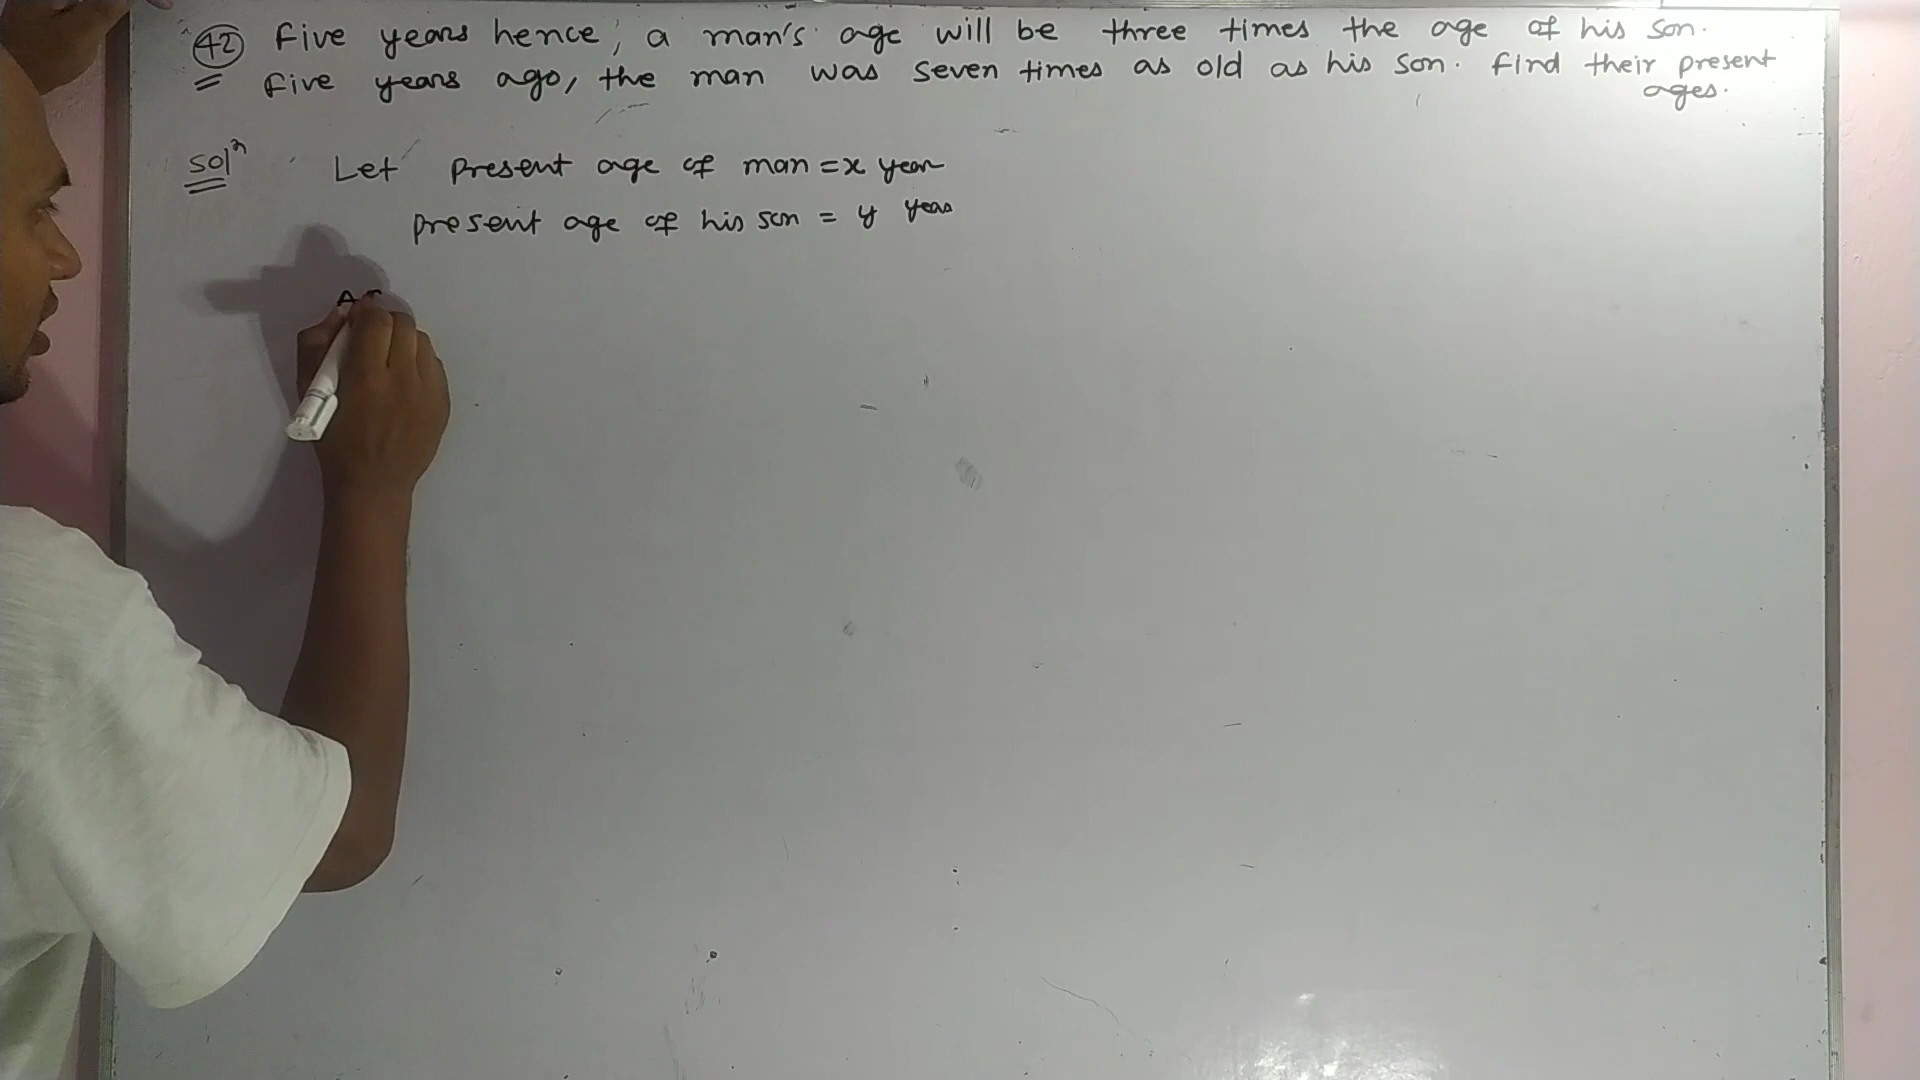 42 Five years hence, a man's age will be three times the age of his son.
Five years ago, the man was seven times as old as his son. Find their present
ages.
Solⁿ Let present age of man = x year
present age of his son = y years